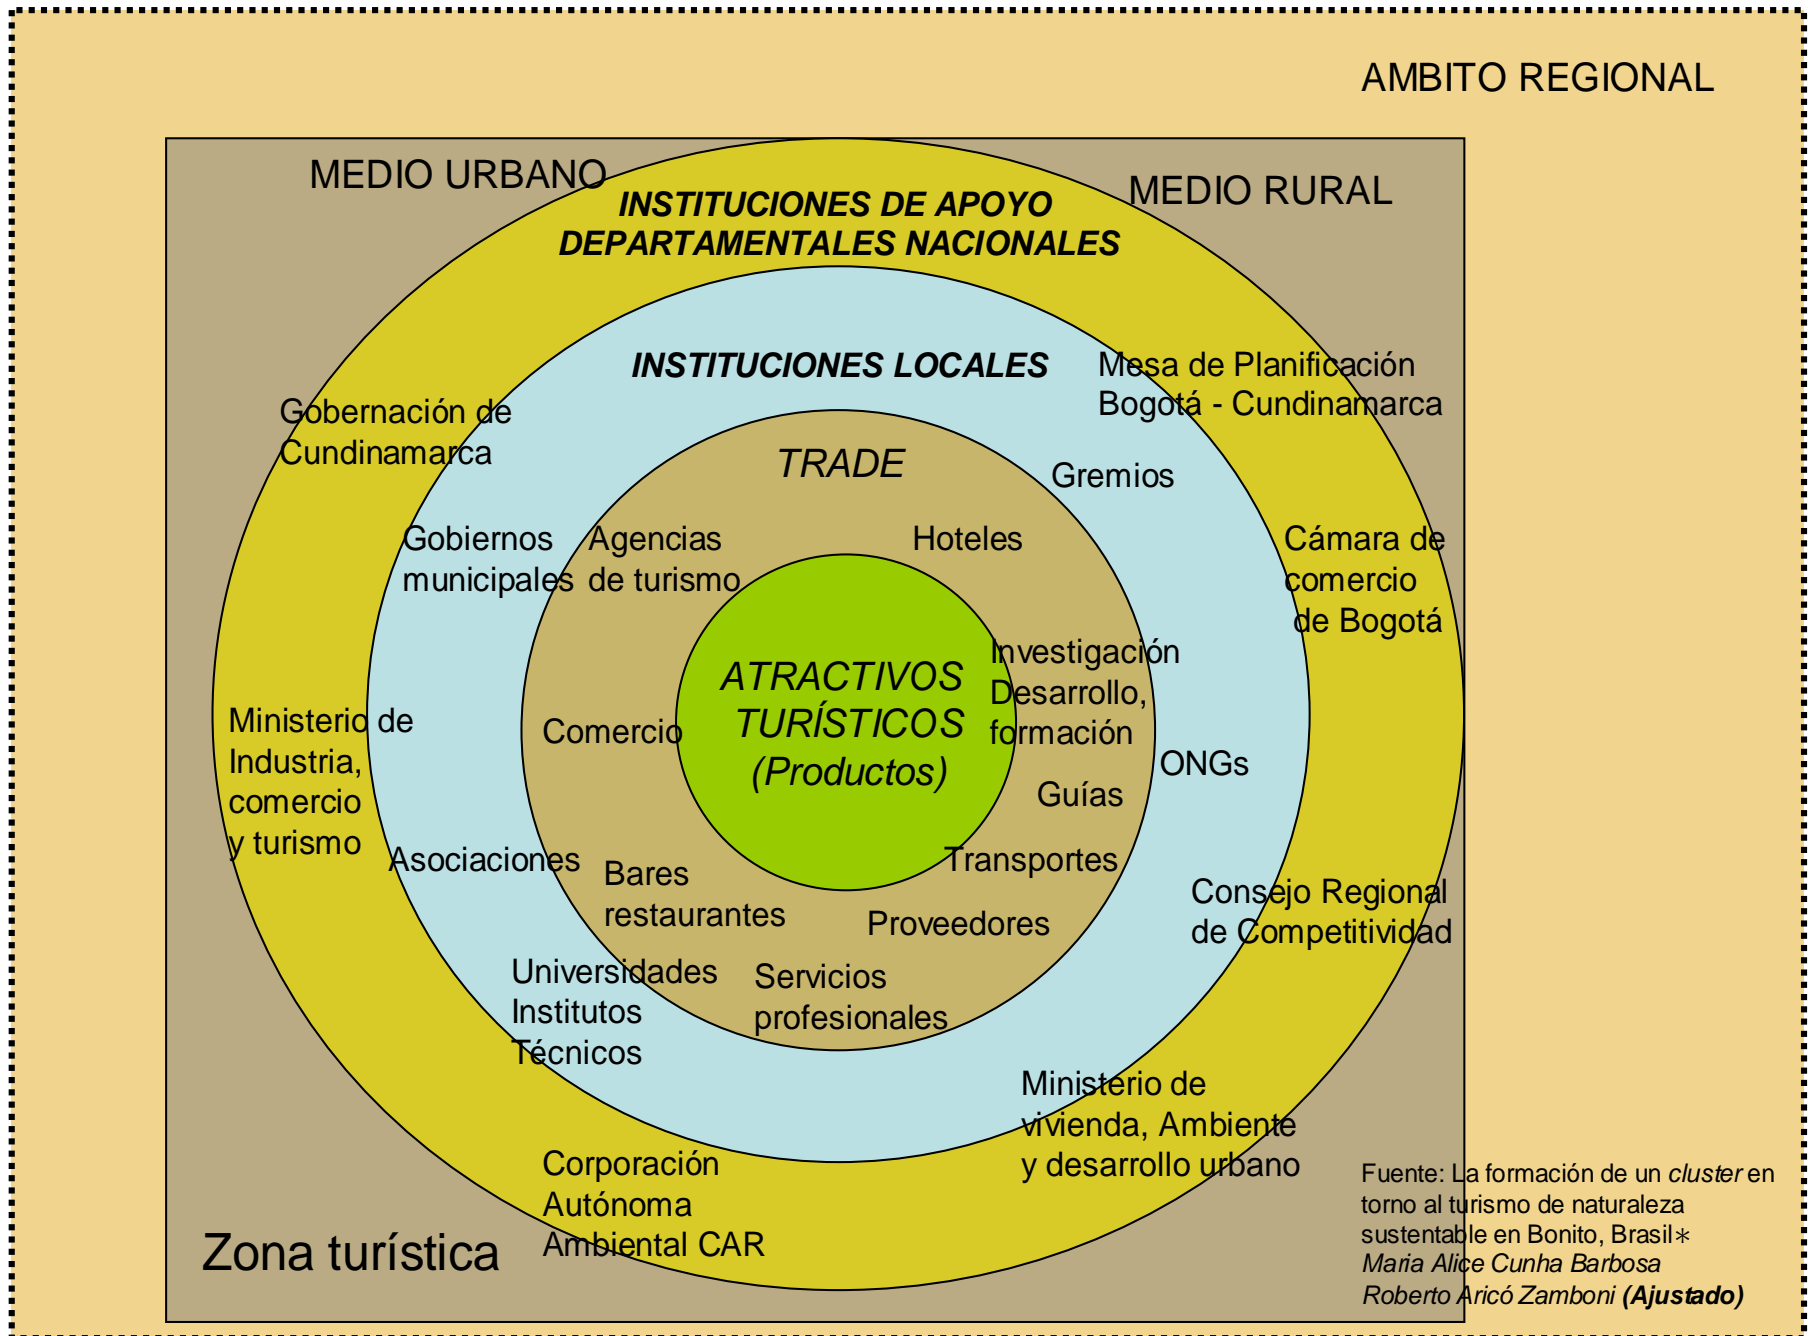 AMBITO REGIONAL
MEDIO URBANO
MEDIO RURAL
INSTITUCIONES DE APOYO
DEPARTAMENTALES NACIONALES
INSTITUCIONES LOCALES
Mesa de Planificación
Bogotá - Cundinamarca
Gobernación de
Cundinamarca
TRADE
Gremios
Gobiernos
municipales
Agencias
de turismo
Hoteles
Cámara de
comercio
de Bogotá
Investigación
Desarrollo,
formación
ATRACTIVOS
TURÍSTICOS
(Productos)
Ministerio de
Industria,
comercio
y turismo
Comercio
ONGs
Guías
Asociaciones
Bares
restaurantes
Transportes
Proveedores
Consejo Regional
de Competitividad
Universidades
Institutos
Técnicos
Servicios
profesionales
Ministerio de
vivienda, Ambiente
y desarrollo urbano
Corporación
Autónoma
Ambiental CAR
Zona turística
Fuente: La formación de un cluster en
torno al turismo de naturaleza
sustentable en Bonito, Brasil*
Maria Alice Cunha Barbosa
Roberto Aricó Zamboni (Ajustado)